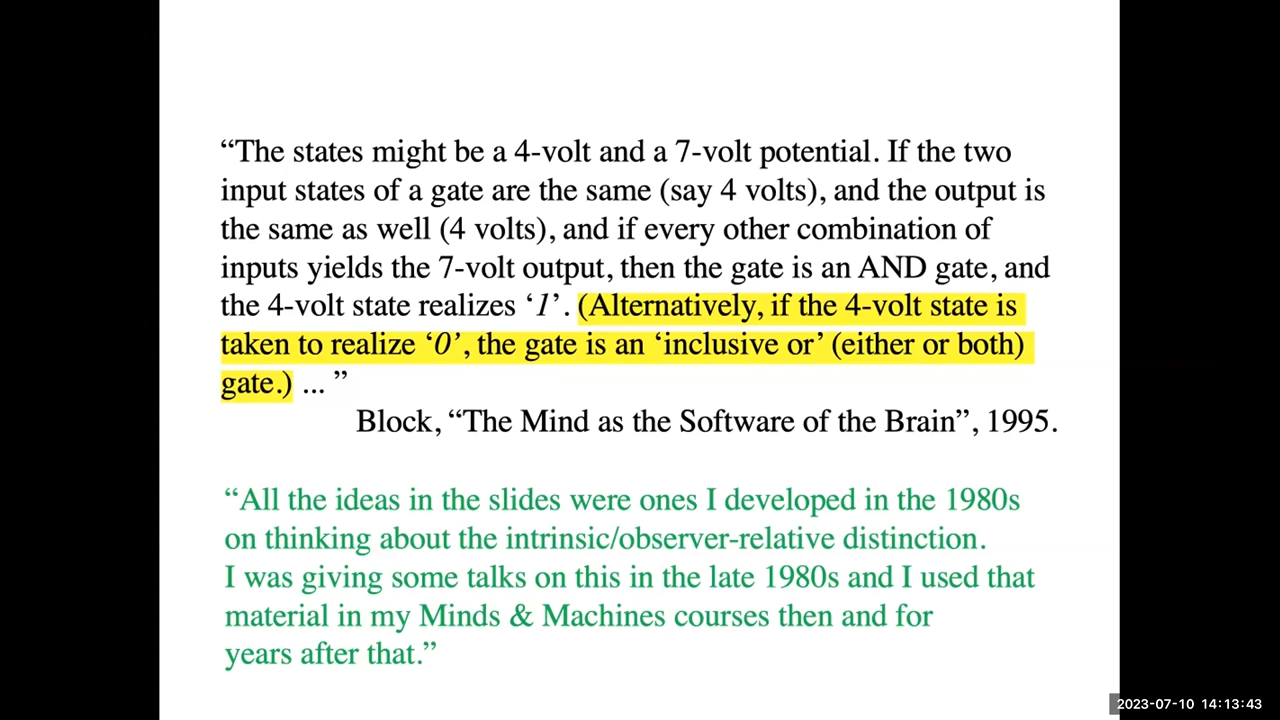 “The states might be a 4-volt and a 7-volt potential. If the two
input states of a gate are the same (say 4 volts), and the output is
the same as well (4 volts), and if every other combination of
inputs yields the 7-volt output, then the gate is an AND gate, and
the 4-volt state realizes ‘1’. (Alternatively, if the 4-volt state is
taken to realize ‘0’, the gate is an ‘inclusive or’ (either or both)
gate.) ... ”
Block, “The Mind as the Software of the Brain”, 1995.
“All the ideas in the slides were ones I developed in the 1980s
on thinking about the intrinsic/observer-relative distinction.
I was giving some talks on this in the late 1980s and I used that
material in my Minds & Machines courses then and for
years after that.”
2023-07-10 14:13:43